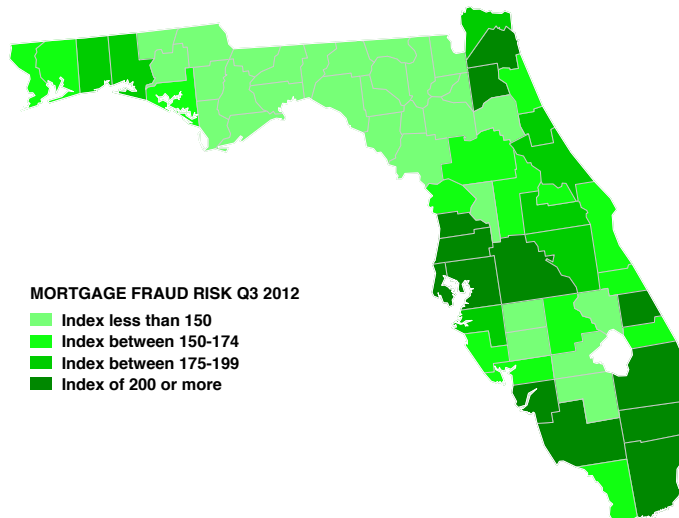 MORTGAGE FRAUD RISK Q3 2012
Index less than 150
Index between 150-174
Index between 175-199
Index of 200 or more